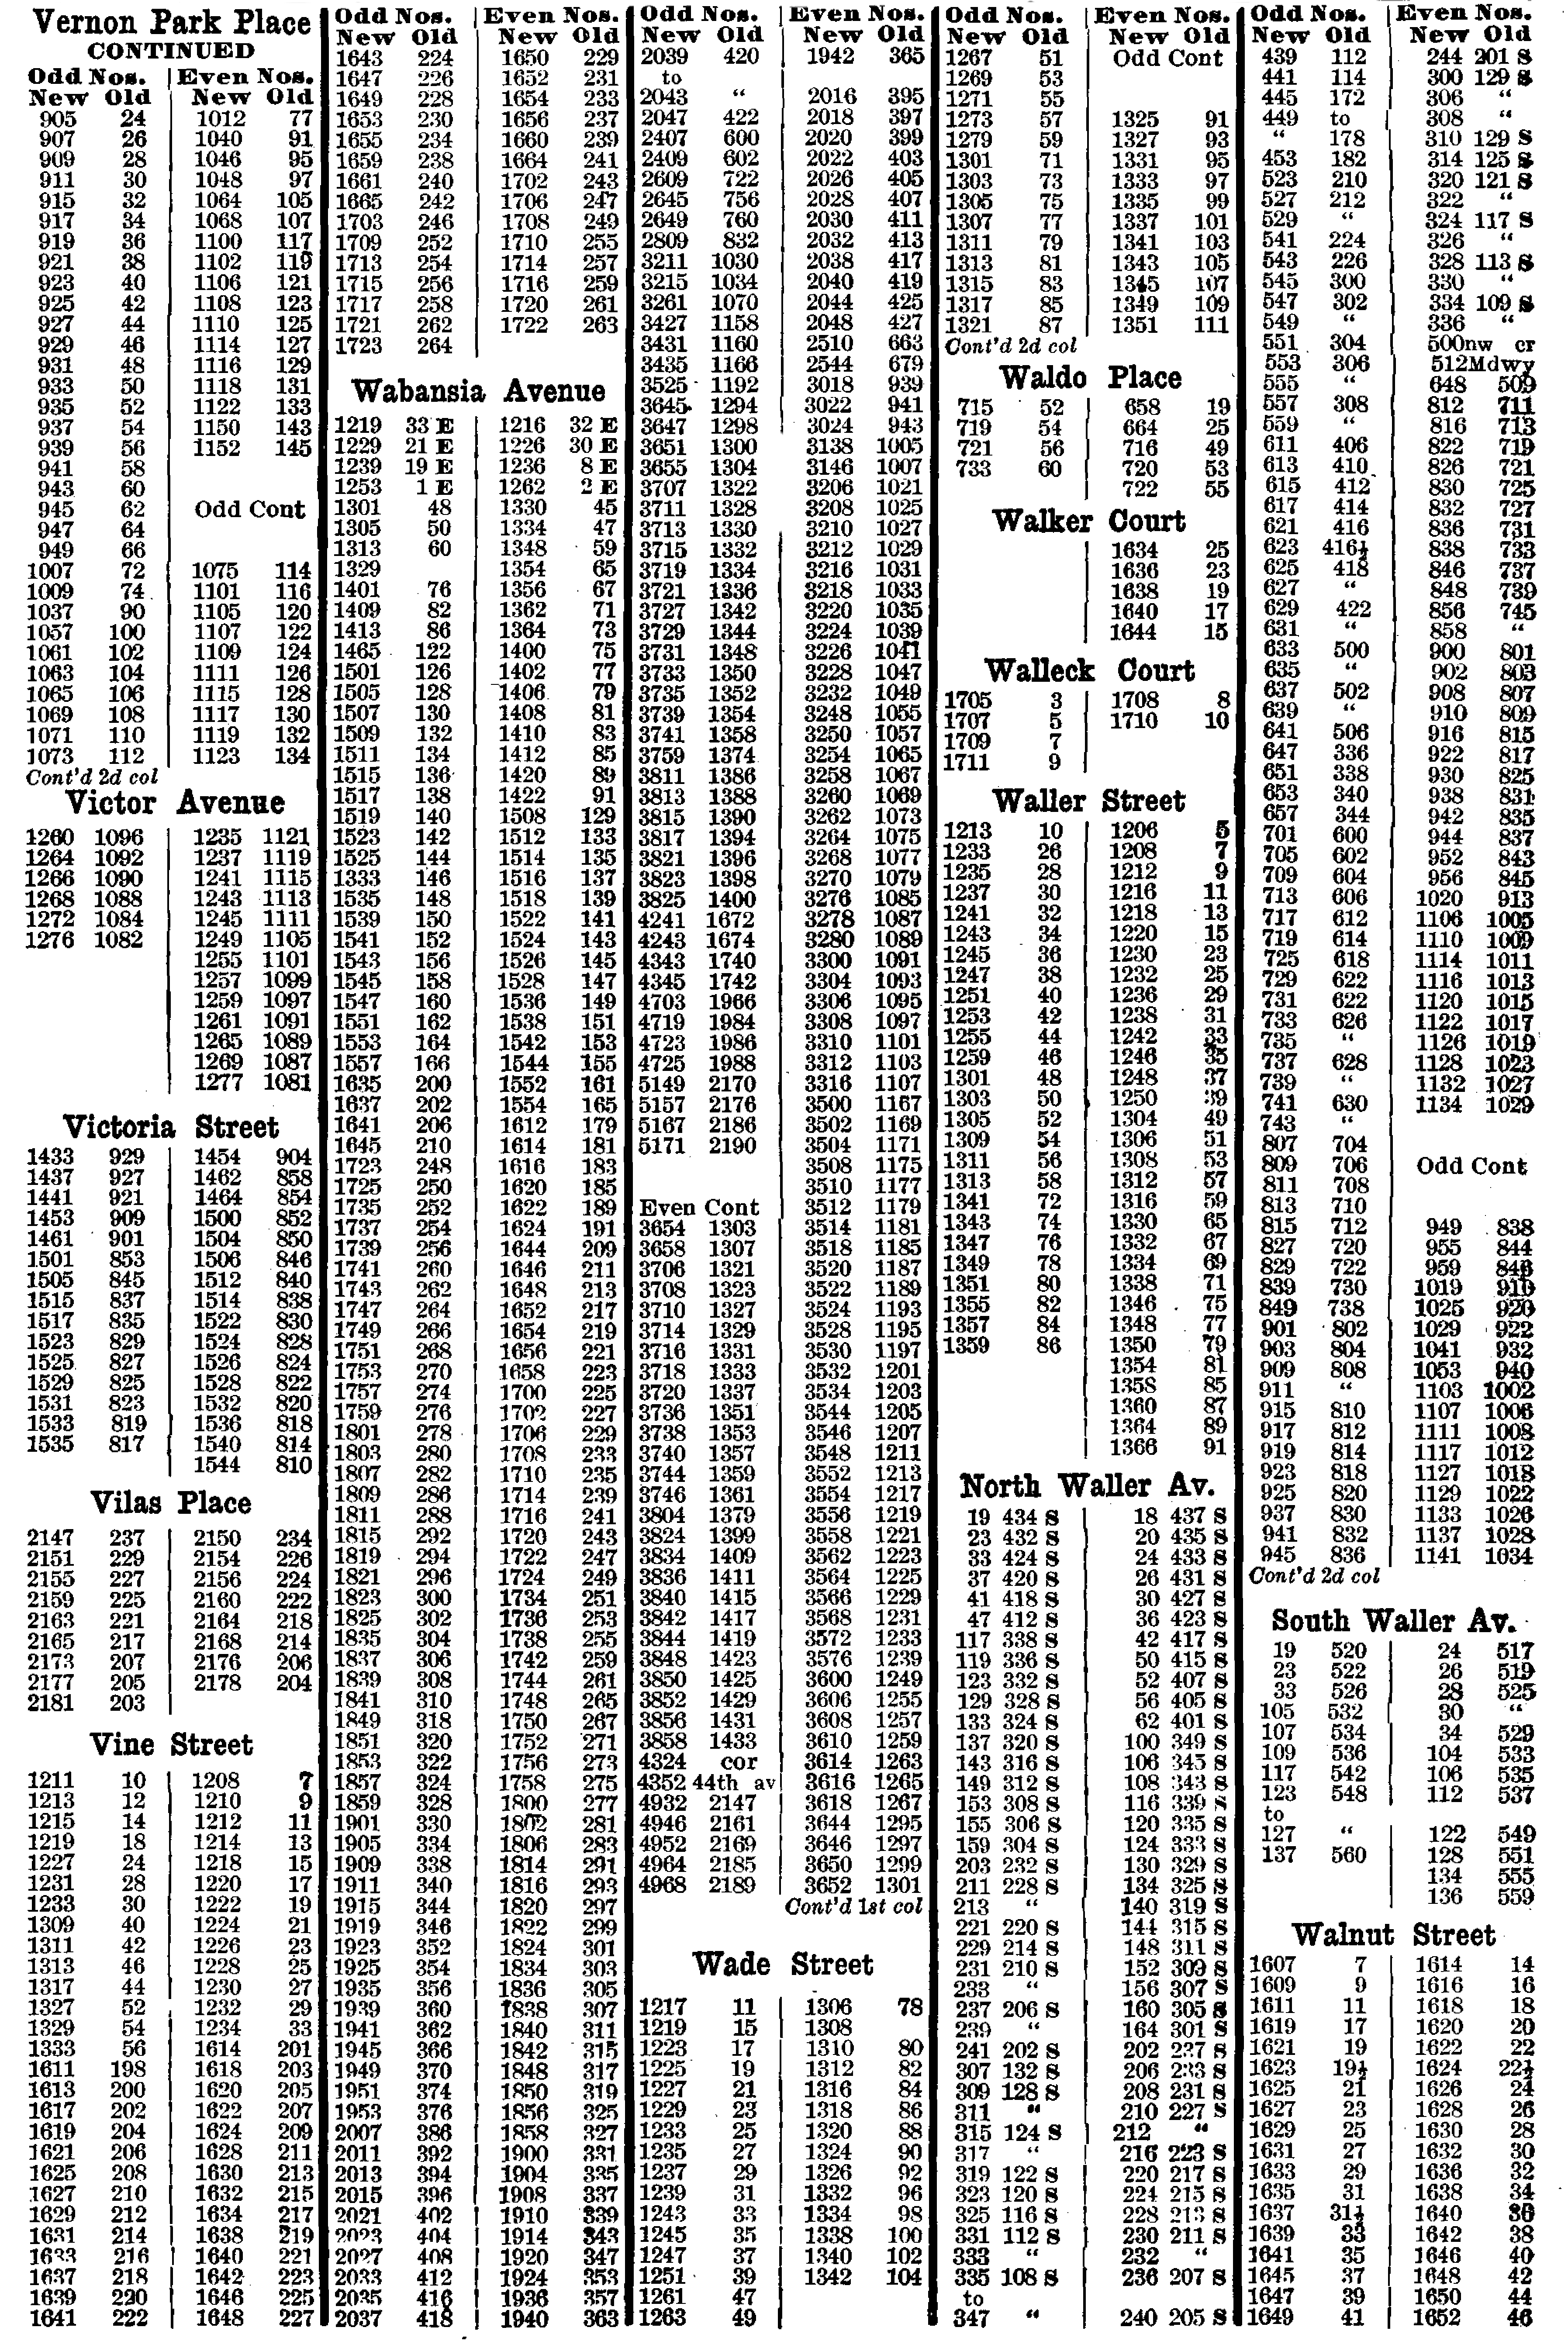 Vernon Park Place
CONTINUED
Odd Nos. Even Nos.
New Old New Old
905 24 1012 77
907 26 1040 91
909 28 1046 95
911 30 1048 97
915 32 1064 105
917 34 1068 107
919 36 1100 117
921 38 1102 119
923 40 1106 121
925 42 1108 123
927 44 1110 125
929 46 1114 127
931 48 1116 129
933 50 1118 131
935 52 1122 133
937 54 1150 143
939 56 1152 145
941 58
943 60
945 62 Odd Cont
947 64
949 66
1007 72 1075 114
1009 74 1101 116
1037 90 1105 120
1057 100 1107 122
1061 102 1109 124
1063 104 1111 126
1065 106 1115 128
1069 108 1117 130
1071 110 1119 132
1073 112 1123 134
Cont'd 2d col
Victor Avenue
1260 1096 1235 1121
1264 1092 1237 1119
1266 1090 1241 1115
1268 1088 1243 1113
1272 1084 1245 1111
1276 1082 1249 1105
1255 1101
1257 1099
1259 1097
1261 1091
1265 1089
1269 1087
1277 1081
Victoria Street
1433 929 1454 904
1437 927 1462 858
1441 921 1464 854
1453 909 1500 852
1461 901 1504 850
1501 853 1506 846
1505 845 1512 840
1515 837 1514 838
1517 835 1522 830
1523 829 1524 828
1525 827 1526 824
1529 825 1528 822
1531 823 1532 820
1533 819 1536 818
1535 817 1540 814
1544 810
Vilas Place
2147 237 2150 234
2151 229 2154 226
2155 227 2156 224
2159 225 2160 222
2163 221 2164 218
2165 217 2168 214
2173 207 2176 206
2177 205 2178 204
2181 203
Vine Street
1211 10 1208 7
1213 12 1210 9
1215 14 1212 11
1219 18 1214 13
1227 24 1218 15
1231 28 1220 17
1233 30 1222 19
1309 40 1224 21
1311 42 1226 23
1313 46 1228 25
1317 44 1230 27
1327 52 1232 29
1329 54 1234 33
1333 56 1614 201
1611 198 1618 203
1613 200 1620 205
1617 202 1622 207
1619 204 1624 209
1621 206 1628 211
1625 208 1630 213
1627 210 1632 215
1629 212 1634 217
1631 214 1638 219
1633 216 1640 221
1637 218 1642 223
1639 220 1646 225
1641 222 1648 227
Odd Nos. Even Nos.
New Old New Old
1643 224 1650 229
1647 226 1652 231
1649 228 1654 233
1653 230 1656 237
1655 234 1660 239
1659 238 1664 241
1661 240 1702 243
1665 242 1706 247
1703 246 1708 249
1709 252 1710 255
1713 254 1714 257
1715 256 1716 259
1717 258 1720 261
1721 262 1722 263
1723 264
Wabansia Avenue
1219 33 E 1216 32 E
1229 21 E 1226 30 E
1239 19 E 1236 8 E
1253 1 E 1262 2 E
1301 48 1330 45
1305 50 1334 47
1313 60 1348 59
1329 1354 65
1401 76 1356 67
1409 82 1362 71
1413 86 1364 73
1465 122 1400 75
1501 126 1402 77
1505 128 1406 79
1507 130 1408 81
1509 132 1410 83
1511 134 1412 85
1515 136 1420 89
1517 138 1422 91
1519 140 1508 129
1523 142 1512 133
1525 144 1514 135
1333 146 1516 137
1535 148 1518 139
1539 150 1522 141
1541 152 1524 143
1543 156 1526 145
1545 158 1528 147
1547 160 1536 149
1551 162 1538 151
1553 164 1542 153
1557 166 1544 155
1635 200 1552 161
1637 202 1554 165
1641 206 1612 179
1645 210 1614 181
1723 248 1616 183
1725 250 1620 185
1735 252 1622 189
1737 254 1624 191
1739 256 1644 209
1741 260 1646 211
1743 262 1648 213
1747 264 1652 217
1749 266 1654 219
1751 268 1656 221
1753 270 1658 223
1757 274 1700 225
1759 276 1702 227
1801 278 1706 229
1803 280 1708 233
1807 282 1710 235
1809 286 1714 239
1811 288 1716 241
1815 292 1720 243
1819 294 1722 247
1821 296 1724 249
1823 300 1734 251
1825 302 1736 253
1835 304 1738 255
1837 306 1742 259
1839 308 1744 261
1841 310 1748 265
1849 318 1750 267
1851 320 1752 271
1853 322 1756 273
1857 324 1758 275
1859 328 1800 277
1901 330 1802 281
1905 334 1806 283
1909 338 1814 291
1911 340 1816 293
1915 344 1820 297
1919 346 1822 299
1923 352 1824 301
1925 354 1834 303
1935 356 1836 305
1939 360 1838 307
1941 362 1840 311
1945 366 1842 315
1949 370 1848 317
1951 374 1850 319
1953 376 1856 325
2007 386 1858 327
2011 392 1900 331
2013 394 1904 335
2015 396 1908 337
2021 402 1910 339
2023 404 1914 343
2027 408 1920 347
2033 412 1924 353
2035 416 1936 357
2037 418 1940 363
Odd Nos. Even Nos.
New Old New Old
2039 420 1942 365
to
2043 “ 2016 395
2047 422 2018 397
2407 600 2020 399
2409 602 2022 403
2609 722 2026 405
2645 756 2028 407
2649 760 2030 411
2809 832 2032 413
3211 1030 2038 417
3215 1034 2040 419
3261 1070 2044 425
3427 1158 2048 427
3431 1160 2510 663
3435 1166 2544 679
3525 1192 3018 939
3645 1294 3022 941
3647 1298 3024 943
3651 1300 3138 1005
3655 1304 3146 1007
3707 1322 3206 1021
3711 1328 3208 1025
3713 1330 3210 1027
3715 1332 3212 1029
3719 1334 3216 1031
3721 1336 3218 1033
3727 1342 3220 1035
3729 1344 3224 1039
3731 1348 3226 1041
3733 1350 3228 1047
3735 1352 3232 1049
3739 1354 3248 1055
3741 1358 3250 1057
3759 1374 3254 1065
3811 1386 3258 1067
3813 1388 3260 1069
3815 1390 3262 1073
3817 1394 3264 1075
3821 1396 3268 1077
3823 1398 3270 1079
3825 1400 3276 1085
4241 1672 3278 1087
4243 1674 3280 1089
4343 1740 3300 1091
4345 1742 3304 1093
4703 1966 3306 1095
4719 1984 3308 1097
4723 1986 3310 1101
4725 1988 3312 1103
5149 2170 3316 1107
5157 2176 3500 1167
5167 2186 3502 1169
5171 2190 3504 1171
3508 1175
3510 1177
Even Cont 3512 1179
3654 1303 3514 1181
3658 1307 3518 1185
3706 1321 3520 1187
3708 1323 3522 1189
3710 1327 3524 1193
3714 1329 3528 1195
3716 1331 3530 1197
3718 1333 3532 1201
3720 1337 3534 1203
3736 1351 3544 1205
3738 1353 3546 1207
3740 1357 3548 1211
3744 1359 3552 1213
3746 1361 3554 1217
3804 1379 3556 1219
3824 1399 3558 1221
3834 1409 3562 1223
3836 1411 3564 1225
3840 1415 3566 1229
3842 1417 3568 1231
3844 1419 3572 1233
3848 1423 3576 1239
3850 1425 3600 1249
3852 1429 3606 1255
3856 1431 3608 1257
3858 1433 3610 1259
4324 cor 3614 1263
4352 44th av 3616 1265
4932 2147 3618 1267
4946 2161 3644 1295
4952 2169 3646 1297
4964 2185 3650 1299
4968 2189 3652 1301
Cont'd 1st col
Wade Street
1217 11 1306 78
1219 15 1308
1223 17 1310 80
1225 19 1312 82
1227 21 1316 84
1229 23 1318 86
1233 25 1320 88
1235 27 1324 90
1237 29 1326 92
1239 31 1332 96
1243 33 1334 98
1245 35 1338 100
1247 37 1340 102
1251 39 1342 104
1261 47
1263 49
Odd Nos. Even Nos.
New Old New Old
1267 51 Odd Cont
1269 53
1271 55
1273 57 1325 91
1279 59 1327 93
1301 71 1331 95
1303 73 1333 97
1305 75 1335 99
1307 77 1337 101
1311 79 1341 103
1313 81 1343 105
1315 83 1345 107
1317 85 1349 109
1321 87 1351 111
Cont'd 2d col
Waldo Place
715 52 658 19
719 54 664 25
721 56 716 49
733 60 720 53
722 55
Walker Court
1634 25
1636 23
1638 19
1640 17
1644 15
Walleck Court
1705 3 1708 8
1707 5 1710 10
1709 7
1711 9
Waller Street
1213 10 1206 5
1233 26 1208 7
1235 28 1212 9
1237 30 1216 11
1241 32 1218 13
1243 34 1220 15
1245 36 1230 23
1247 38 1232 25
1251 40 1236 29
1253 42 1238 31
1255 44 1242 33
1259 46 1246 35
1301 48 1248 37
1303 50 1250 39
1305 52 1304 49
1309 54 1306 51
1311 56 1308 53
1313 58 1312 57
1341 72 1316 59
1343 74 1330 65
1347 76 1332 67
1349 78 1334 69
1351 80 1338 71
1355 82 1346 75
1357 84 1348 77
1359 86 1350 79
1354 81
1358 85
1360 87
1364 89
1366 91
North Waller Av.
19 434 S 18 437 S
23 432 S 20 435 S
33 424 S 24 433 S
37 420 S 26 431 S
41 418 S 30 427 S
47 412 S 36 423 S
117 338 S 42 417 S
119 336 S 50 415 S
123 332 S 52 407 S
129 328 S 56 405 S
133 324 S 62 401 S
137 320 S 100 349 S
143 316 S 106 345 S
149 312 S 108 343 S
153 308 S 116 339 S
155 306 S 120 335 S
159 304 S 124 333 S
203 232 S 130 329 S
211 228 S 134 325 S
213 “ 140 319 S
221 220 S 144 315 S
229 214 S 148 311 S
231 210 S 152 309 S
233 “ 156 307 S
237 206 S 160 305 S
239 “ 164 301 S
241 202 S 202 237 S
307 132 S 206 233 S
309 128 S 208 231 S
311 “ 210 227 S
315 124 S 212 “
317 “ 216 223 S
319 122 S 220 217 S
323 120 S 224 215 S
325 116 S 228 213 S
331 112 S 230 211 S
333 “ 232 “
335 108 S 236 207 S
to
347 “ 240 205 S
Odd Nos. Even Nos.
New Old New Old
439 112 244 201 S
441 114 300 129 S
445 172 306 “
449 to 308 “
“ 178 310 129 S
453 182 314 125 S
523 210 320 121 S
527 212 322 “
529 “ 324 117 S
541 224 326 “
543 226 328 113 S
545 300 330 “
547 302 334 109 S
549 “ 336 “
551 304 500nw cr
553 306 512Mdwy
555 “ 648 509
557 308 812 711
559 “ 816 713
611 406 822 719
613 410 826 721
615 412 830 725
617 414 832 727
621 416 836 731
623 416½ 838 733
625 418 846 737
627 “ 848 739
629 422 856 745
631 “ 858 “
633 500 900 801
635 “ 902 803
637 502 908 807
639 “ 910 809
641 506 916 815
647 336 922 817
651 338 930 825
653 340 938 831
657 344 942 835
701 600 944 837
705 602 952 843
709 604 956 845
713 606 1020 913
717 612 1106 1005
719 614 1110 1009
725 618 1114 1011
729 622 1116 1013
731 622 1120 1015
733 626 1122 1017
735 “ 1126 1019
737 628 1128 1023
739 “ 1132 1027
741 630 1134 1029
743 “
807 704
809 706 Odd Cont
811 708
813 710
815 712 949 838
827 720 955 844
829 722 959 846
839 730 1019 910
849 738 1025 920
901 802 1029 922
903 804 1041 932
909 808 1053 940
911 “ 1103 1002
915 810 1107 1006
917 812 1111 1008
919 814 1117 1012
923 818 1127 1018
925 820 1129 1022
937 830 1133 1026
941 832 1137 1028
945 836 1141 1034
Cont'd 2d col
South Waller Av.
19 520 24 517
23 522 26 519
33 526 28 525
105 532 30 “
107 534 34 529
109 536 104 533
117 542 106 535
123 548 112 537
to
127 “ 122 549
137 560 128 551
134 555
136 559
Walnut Street
1607 7 1614 14
1609 9 1616 16
1611 11 1618 18
1619 17 1620 20
1621 19 1622 22
1623 19½ 1624 22½
1625 21 1626 24
1627 23 1628 26
1629 25 1630 28
1631 27 1632 30
1633 29 1636 32
1635 31 1638 34
1637 31½ 1640 36
1639 33 1642 38
1641 35 1646 40
1645 37 1648 42
1647 39 1650 44
1649 41 1652 46